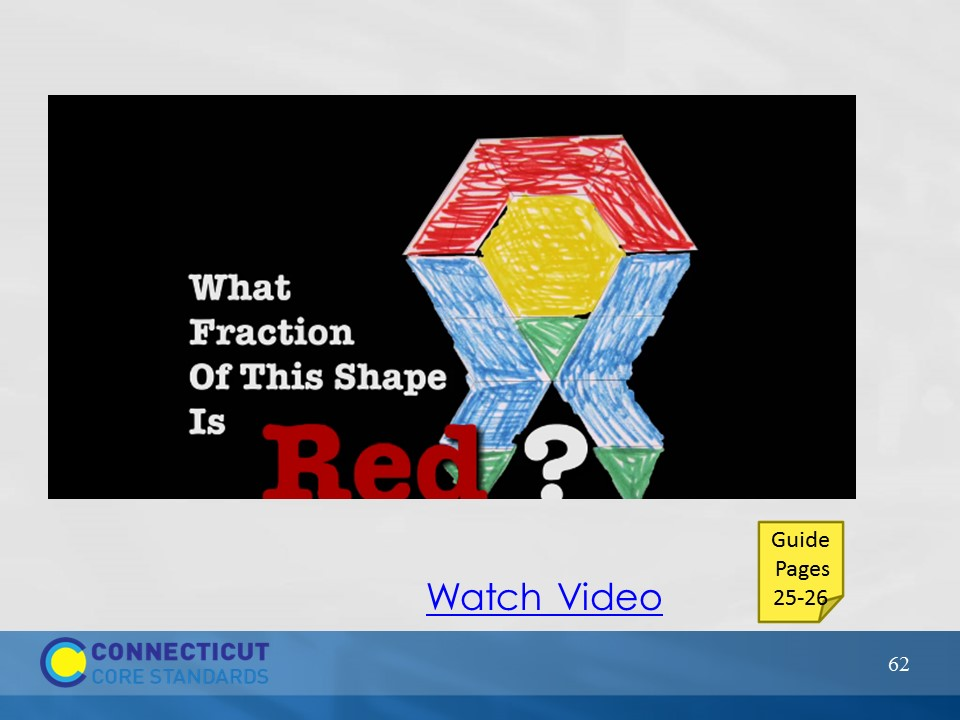 What
Fraction
Of This Shape
Is
Red ?
Guide
Pages
25-26
Watch Video
CONNECTICUT
CORE STANDARDS
62